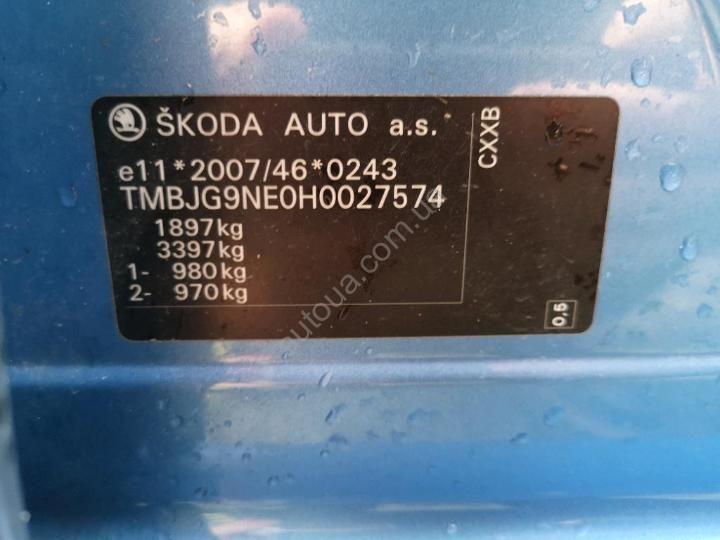 ŠKODA AUTO a.s.
e11*2007/46*0243
TMBJG9NE0H0027574
1897kg
3397kg
1- 980kg
2- 970kg
CXXB
0,5
autoua.com.ua